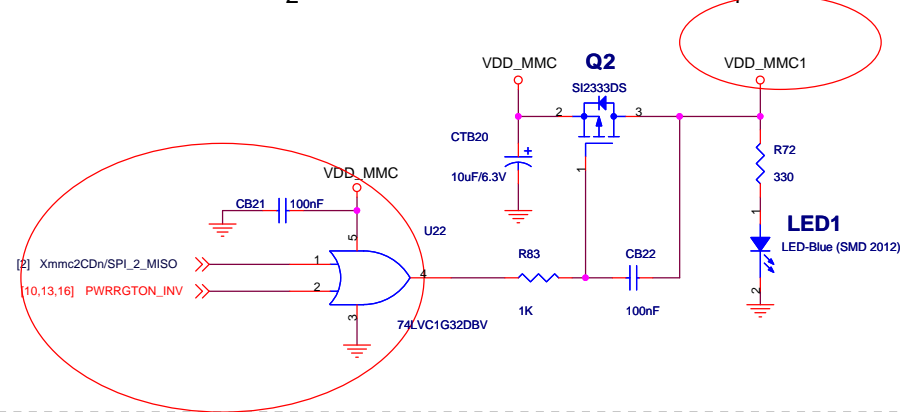 VDD_MMC
Q2
VDD_MMC1
SI2333DS
2
3
CTB20
+
R72
10uF/6.3V
1
330
VDD_MMC
CB21
100nF
1
LED1
U22
LED-Blue (SMD 2012)
5
R83
CB22
[2] Xmmc2CDn/SPI_2_MISO
1
4
[10,13,16] PWRRGTON_INV
2
2
1K
100nF
3
74LVC1G32DBV